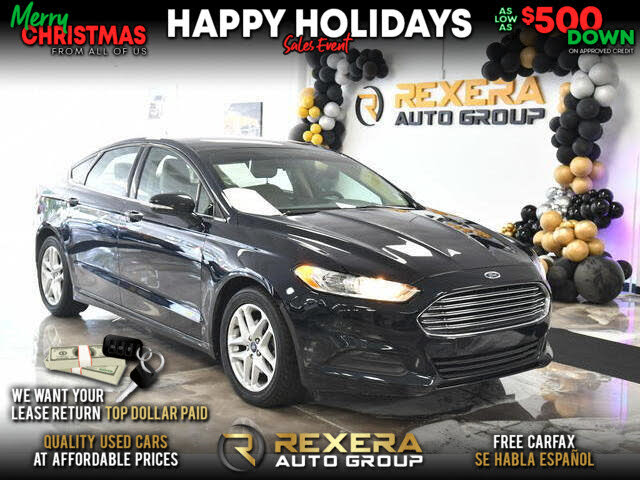 Merry
CHRISTMAS
FROM ALL OF US
HAPPY HOLIDAYS
Sales Event
AS LOW AS $500 DOWN
ON APPROVED CREDIT
REXERA
AUTO GROUP
Ford
WE WANT YOUR
LEASE RETURN TOP DOLLAR PAID
QUALITY USED CARS
AT AFFORDABLE PRICES
REXERA
AUTO GROUP
FREE CARFAX
SE HABLA ESPAÑOL